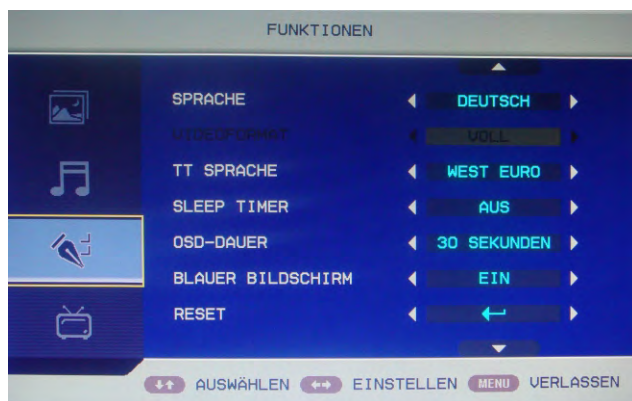 FUNKTIONEN
SPRACHE DEUTSCH
VIDEOFORMAT VOLL
TT SPRACHE WEST EURO
SLEEP TIMER AUS
OSD-DAUER 30 SEKUNDEN
BLAUER BILDSCHIRM EIN
RESET
AUSWÄHLEN EINSTELLEN MENU VERLASSEN